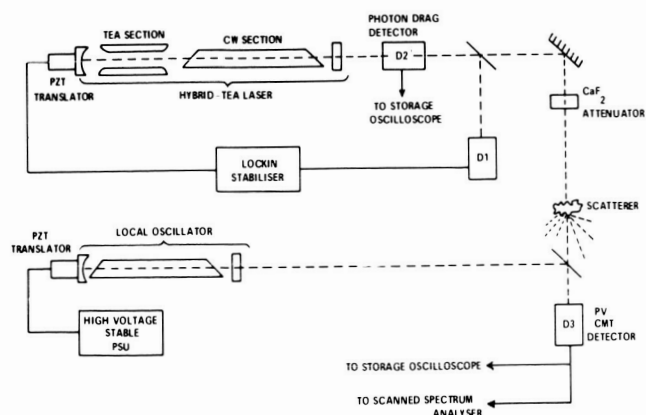 TEA SECTION
CW SECTION
PHOTON DRAG
DETECTOR
D2
PZT
TRANSLATOR
HYBRID-TEA LASER
TO STORAGE
OSCILLOSCOPE
CaF
2
ATTENUATOR
D1
LOCKIN
STABILISER
SCATTERER
PZT
TRANSLATOR
LOCAL OSCILLATOR
HIGH VOLTAGE
STABLE
PSU
D3
PV
CMT
DETECTOR
TO STORAGE OSCILLOSCOPE
TO SCANNED SPECTRUM
ANALYSER